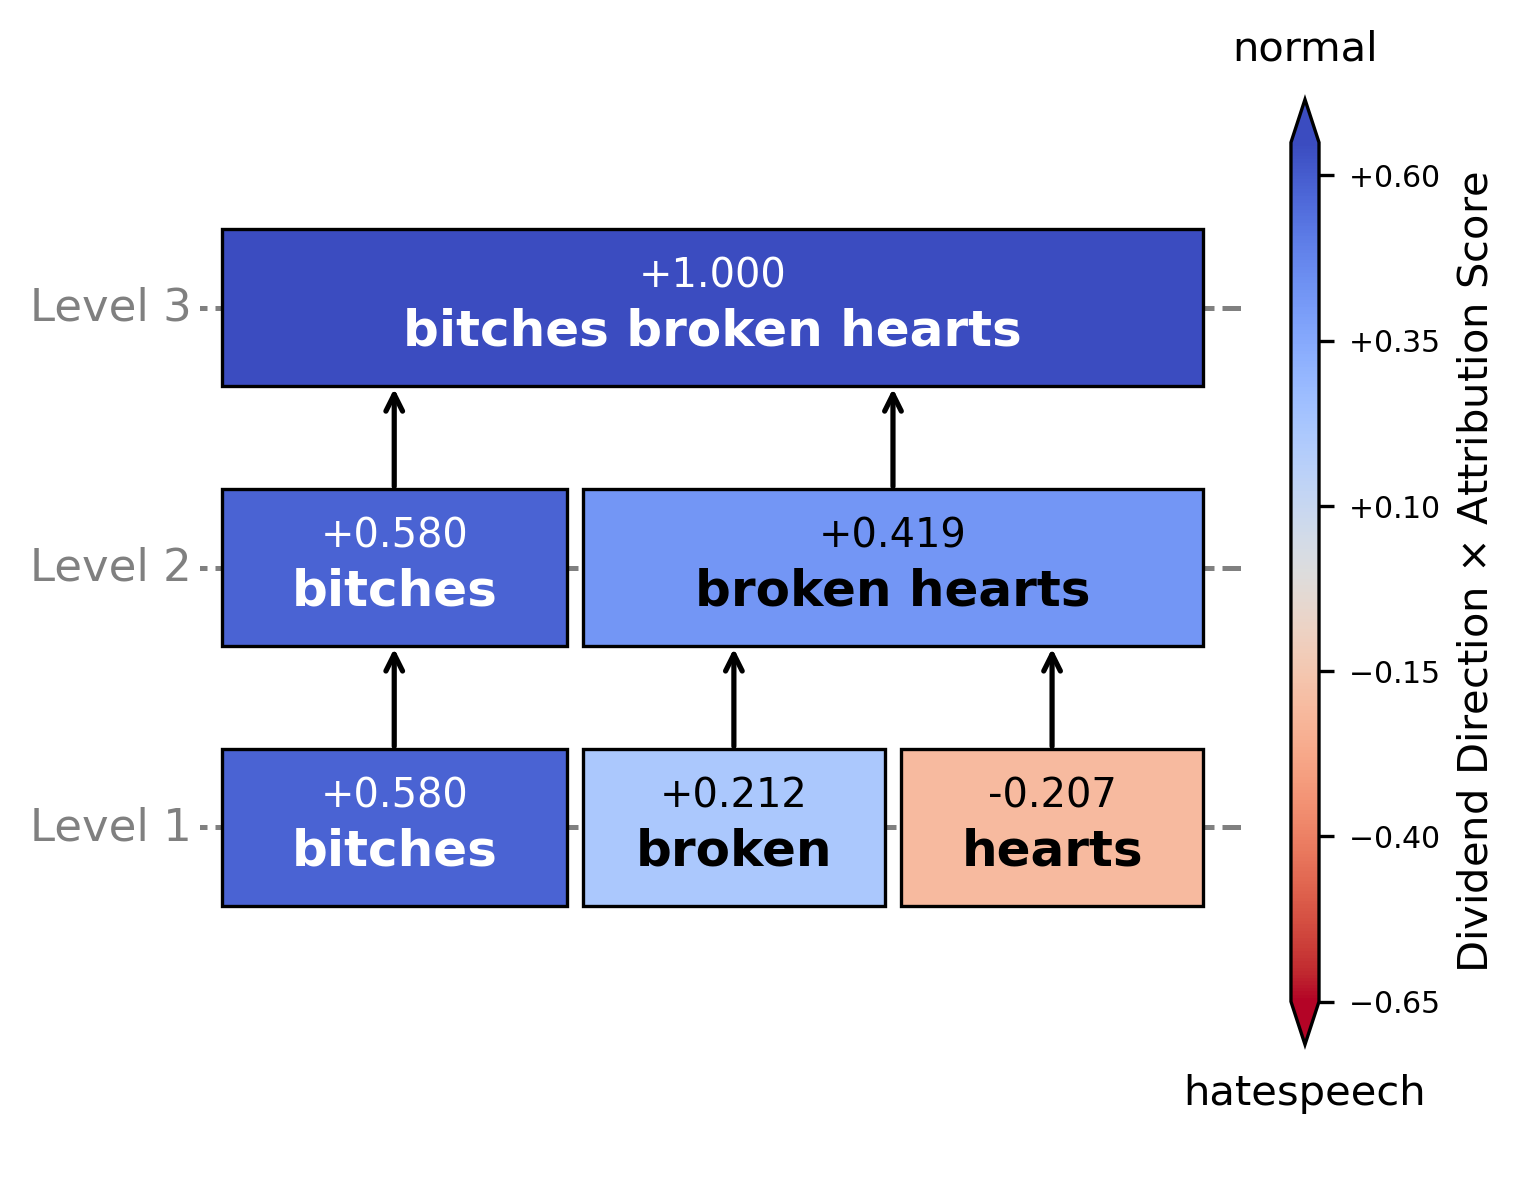 normal
+0.60
+0.35
+0.10
−0.15
−0.40
−0.65
hatespeech
Dividend Direction × Attribution Score
Level 3
+1.000
bitches broken hearts
Level 2
+0.580
bitches
+0.419
broken hearts
Level 1
+0.580
bitches
+0.212
broken
-0.207
hearts